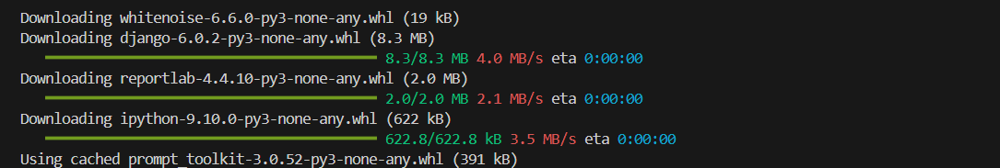 Downloading whitenoise-6.6.0-py3-none-any.whl (19 kB)
Downloading django-6.0.2-py3-none-any.whl (8.3 MB)
8.3/8.3 MB 4.0 MB/s eta 0:00:00
Downloading reportlab-4.4.10-py3-none-any.whl (2.0 MB)
2.0/2.0 MB 2.1 MB/s eta 0:00:00
Downloading ipython-9.10.0-py3-none-any.whl (622 kB)
622.8/622.8 kB 3.5 MB/s eta 0:00:00
Using cached prompt_toolkit-3.0.52-py3-none-any.whl (391 kB)